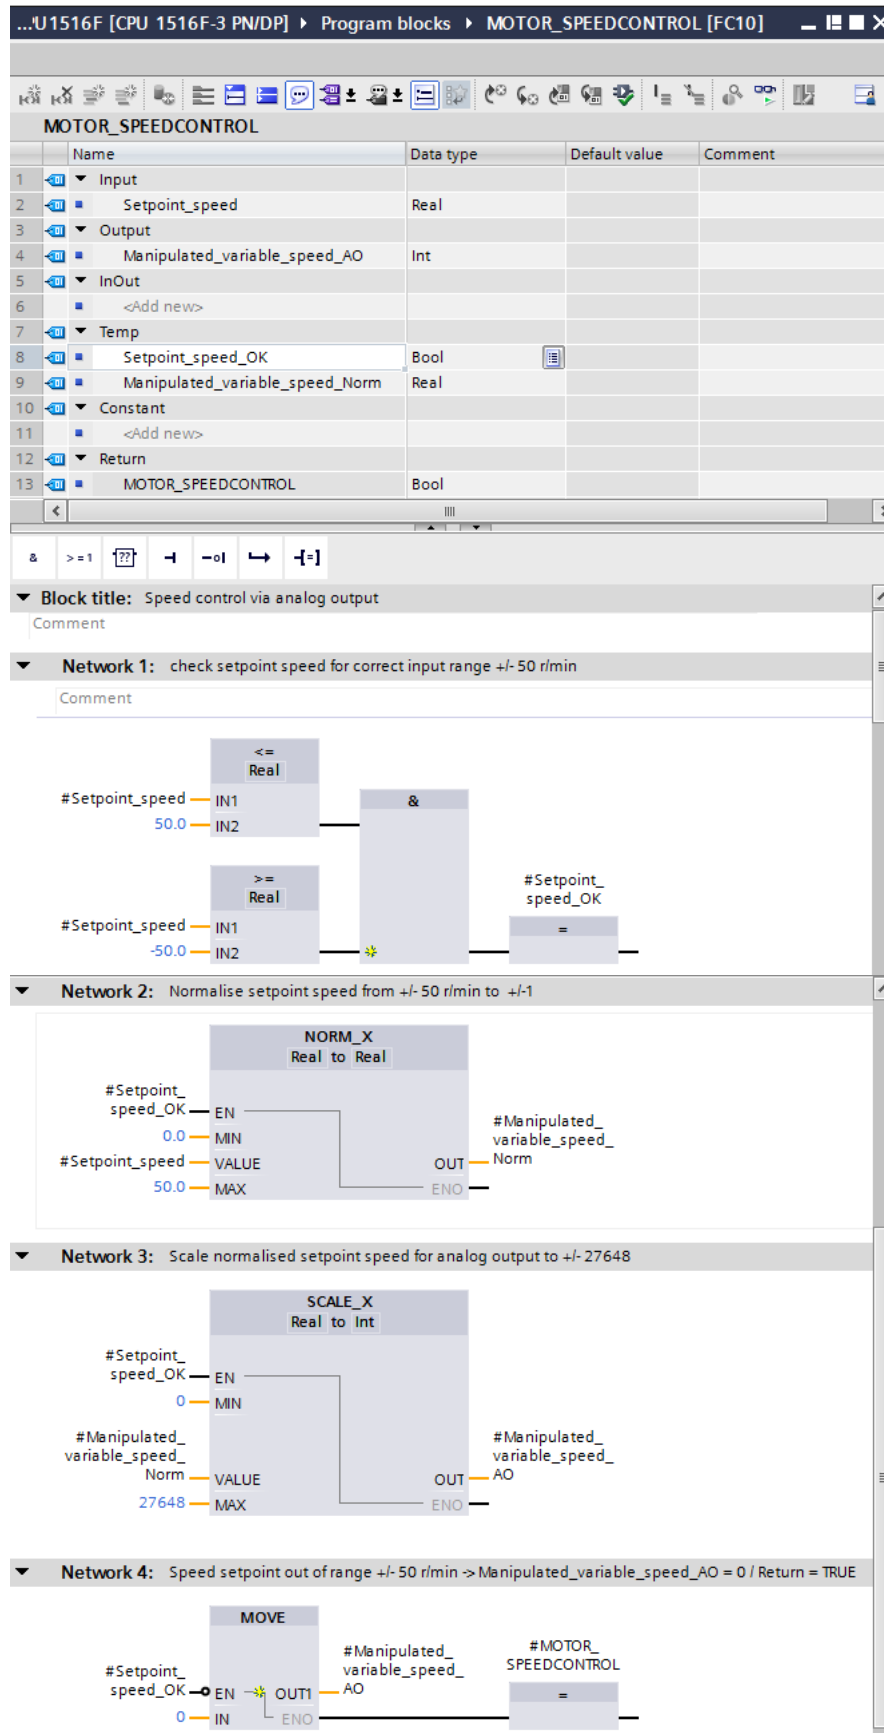 ...'U1516F [CPU 1516F-3 PN/DP] ▸ Program blocks ▸ MOTOR_SPEEDCONTROL [FC10]
MOTOR_SPEEDCONTROL
Name Data type Default value Comment
1 Input
2 Setpoint_speed Real
3 Output
4 Manipulated_variable_speed_AO Int
5 InOut
6 <Add new>
7 Temp
8 Setpoint_speed_OK Bool
9 Manipulated_variable_speed_Norm Real
10 Constant
11 <Add new>
12 Return
13 MOTOR_SPEEDCONTROL Bool
& >=1 ?? -o| -[=]
Block title: Speed control via analog output
Comment
Network 1: check setpoint speed for correct input range +/- 50 r/min
Comment
<=
Real
#Setpoint_speed IN1
50.0 IN2
&
>=
Real
#Setpoint_speed IN1
-50.0 IN2
#Setpoint_
speed_OK
=
Network 2: Normalise setpoint speed from +/- 50 r/min to +/-1
NORM_X
Real to Real
#Setpoint_
speed_OK EN
0.0 MIN
#Setpoint_speed VALUE
50.0 MAX
OUT
ENO
#Manipulated_
variable_speed_
Norm
Network 3: Scale normalised setpoint speed for analog output to +/- 27648
SCALE_X
Real to Int
#Setpoint_
speed_OK EN
0 MIN
#Manipulated_
variable_speed_
Norm VALUE
27648 MAX
OUT
ENO
#Manipulated_
variable_speed_
AO
Network 4: Speed setpoint out of range +/- 50 r/min -> Manipulated_variable_speed_AO = 0 / Return = TRUE
MOVE
#Setpoint_
speed_OK EN
0 IN
OUT1
ENO
#Manipulated_
variable_speed_
AO
#MOTOR_
SPEEDCONTROL
=